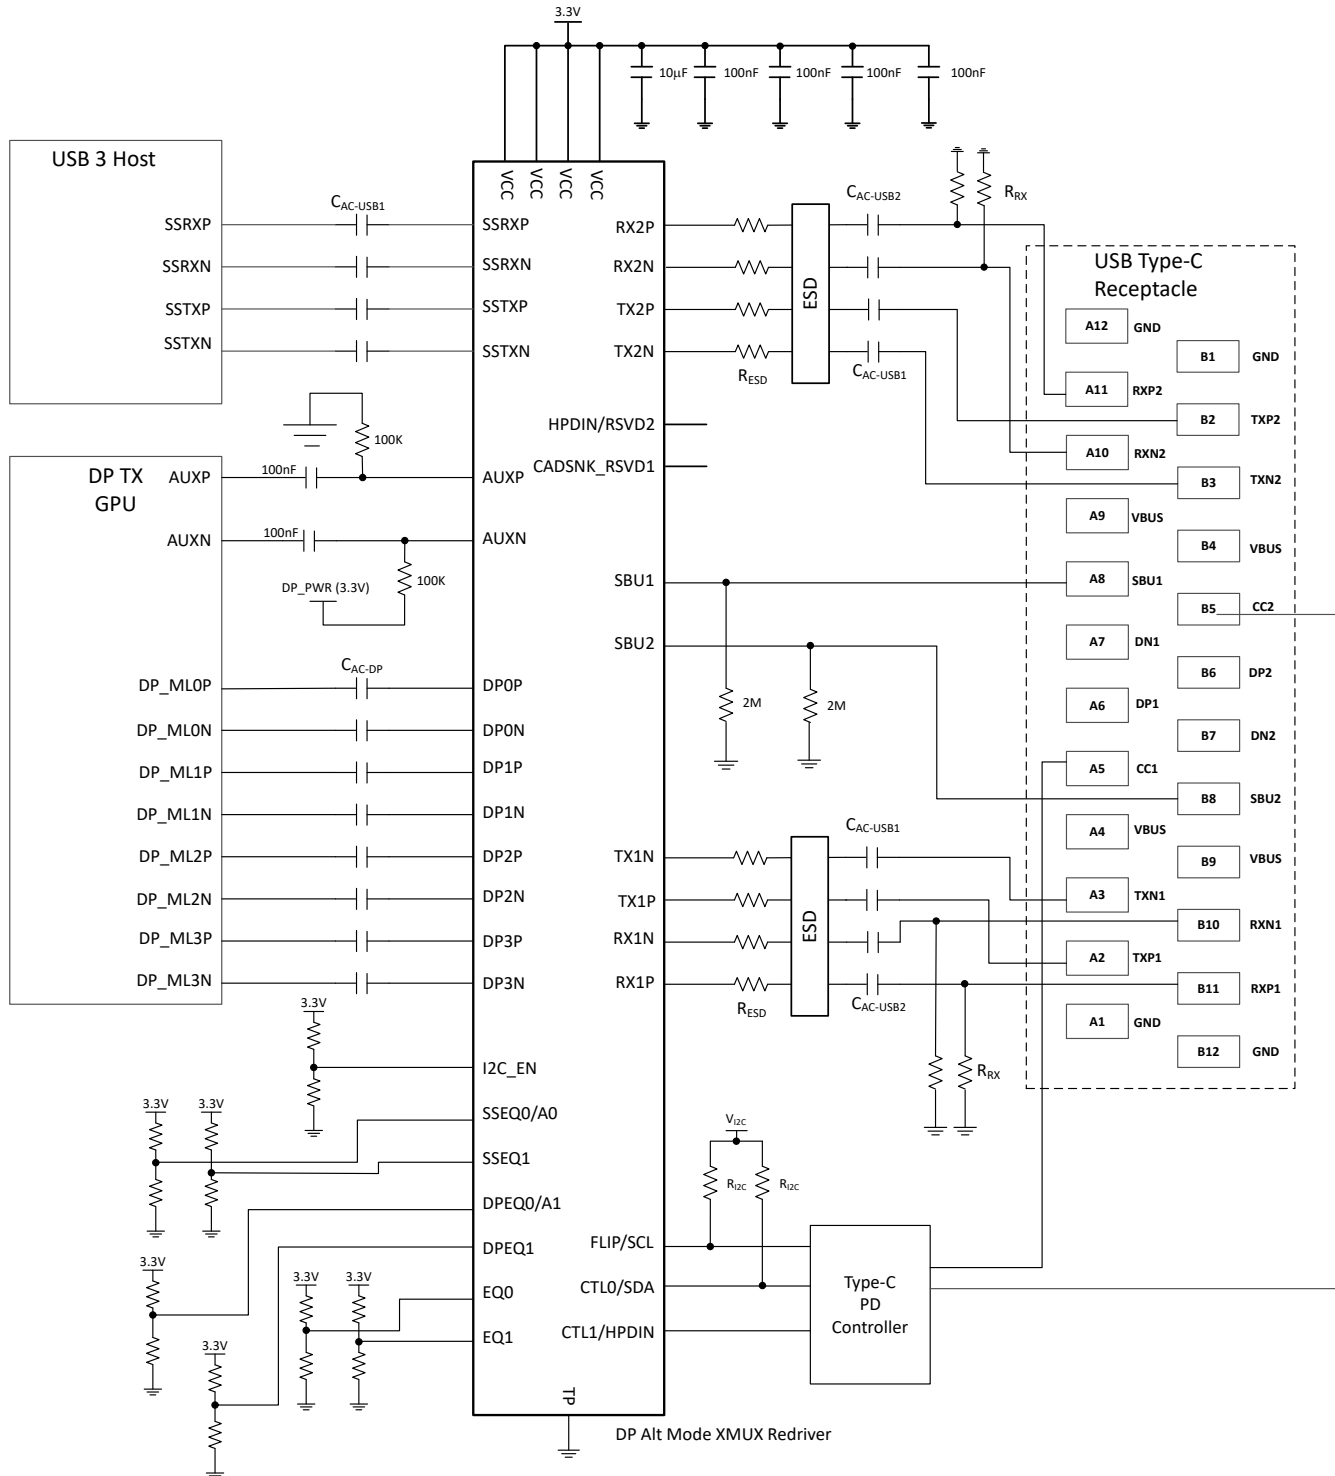 3.3V
10μF
100nF
100nF
100nF
100nF
USB 3 Host
SSRXP
SSRXN
SSTXP
SSTXN
CAC-USB1
VCC
VCC
VCC
VCC
SSRXP
SSRXN
SSTXP
SSTXN
RX2P
RX2N
TX2P
TX2N
RESD
ESD
CAC-USB2
CAC-USB1
RRX
HPDIN/RSVD2
CADSNK_RSVD1
DP TX
GPU
AUXP
AUXN
100nF
100K
100nF
100K
DP_PWR (3.3V)
AUXP
AUXN
SBU1
SBU2
2M
2M
DP_ML0P
DP_ML0N
DP_ML1P
DP_ML1N
DP_ML2P
DP_ML2N
DP_ML3P
DP_ML3N
CAC-DP
DP0P
DP0N
DP1P
DP1N
DP2P
DP2N
DP3P
DP3N
TX1N
TX1P
RX1N
RX1P
RESD
ESD
CAC-USB1
CAC-USB2
RRX
USB Type-C
Receptacle
A12 GND
B1 GND
A11 RXP2
B2 TXP2
A10 RXN2
B3 TXN2
A9 VBUS
B4 VBUS
A8 SBU1
B5 CC2
A7 DN1
B6 DP2
A6 DP1
B7 DN2
A5 CC1
B8 SBU2
A4 VBUS
B9 VBUS
A3 TXN1
B10 RXN1
A2 TXP1
B11 RXP1
A1 GND
B12 GND
3.3V
I2C_EN
3.3V
3.3V
SSEQ0/A0
SSEQ1
DPEQ0/A1
DPEQ1
3.3V
3.3V
3.3V
3.3V
EQ0
EQ1
VI2C
RI2C
RI2C
FLIP/SCL
CTL0/SDA
CTL1/HPDIN
Type-C
PD
Controller
TP
DP Alt Mode XMUX Redriver